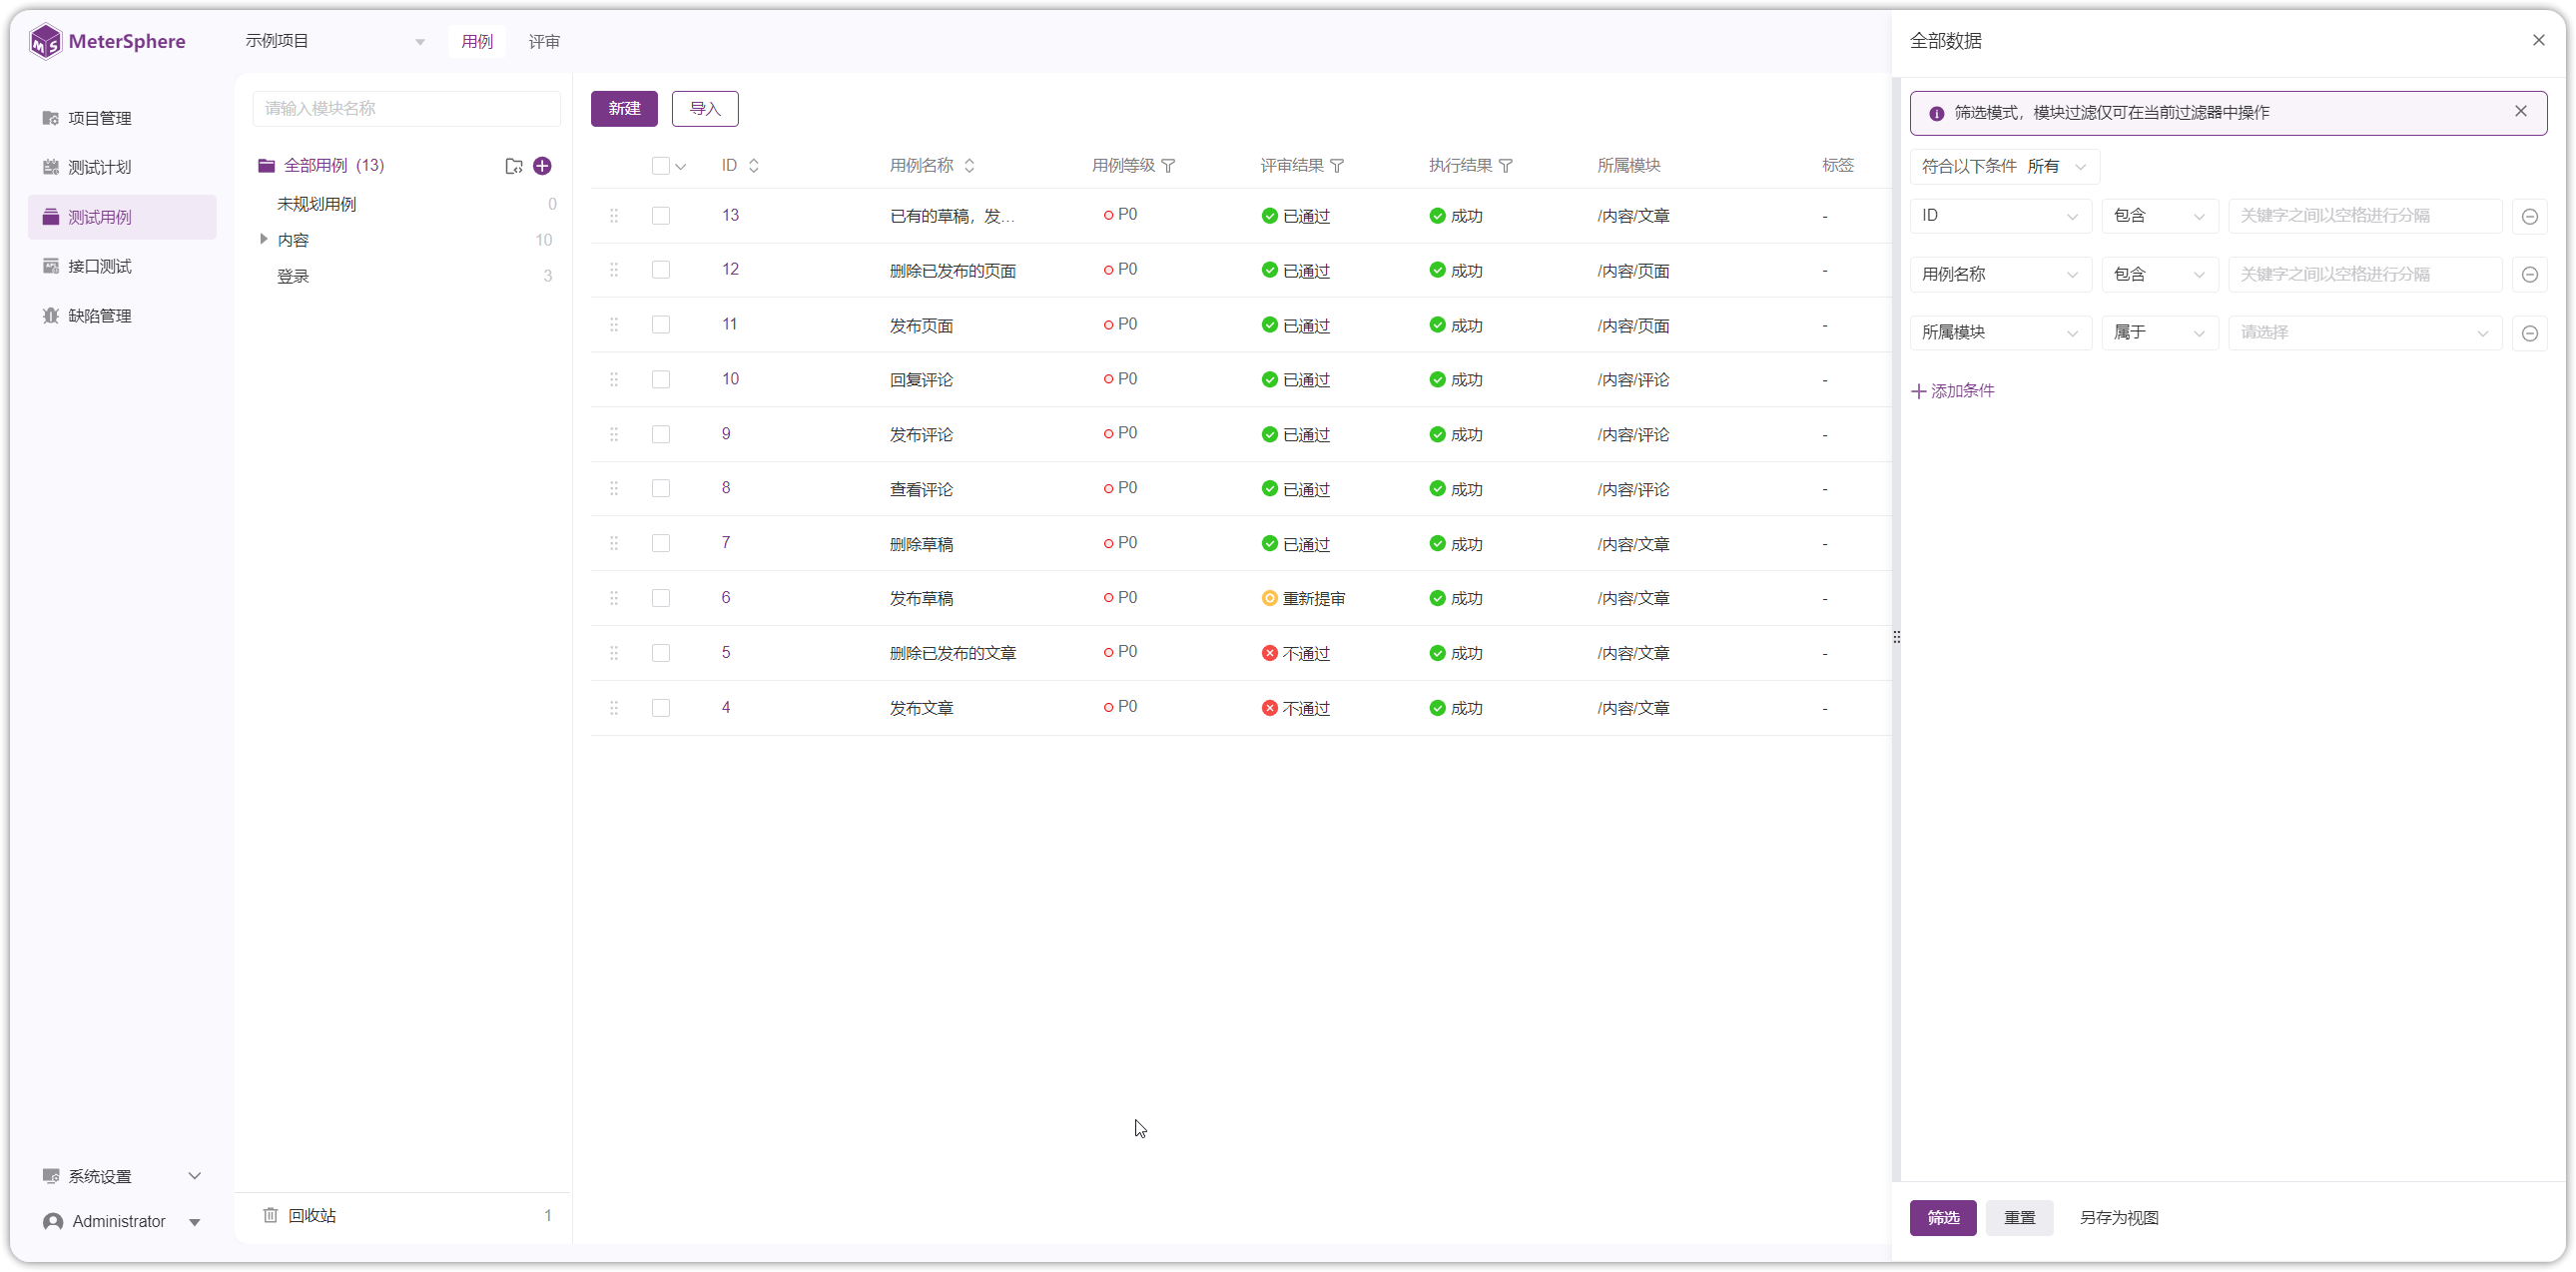 MeterSphere
示例项目
用例
评审
项目管理
测试计划
测试用例
接口测试
缺陷管理
系统设置
Administrator
请输入模块名称
全部用例 (13)
未规划用例 0
内容 10
登录 3
回收站 1
新建
导入
ID 用例名称 用例等级 评审结果 执行结果 所属模块 标签
13 已有的草稿，发... P0 已通过 成功 /内容/文章 -
12 删除已发布的页面 P0 已通过 成功 /内容/页面 -
11 发布页面 P0 已通过 成功 /内容/页面 -
10 回复评论 P0 已通过 成功 /内容/评论 -
9 发布评论 P0 已通过 成功 /内容/评论 -
8 查看评论 P0 已通过 成功 /内容/评论 -
7 删除草稿 P0 已通过 成功 /内容/文章 -
6 发布草稿 P0 重新提审 成功 /内容/文章 -
5 删除已发布的文章 P0 不通过 成功 /内容/文章 -
4 发布文章 P0 不通过 成功 /内容/文章 -
全部数据
筛选模式，模块过滤仅可在当前过滤器中操作
符合以下条件 所有
ID 包含 关键字之间以空格进行分隔
用例名称 包含 关键字之间以空格进行分隔
所属模块 属于 请选择
添加条件
筛选
重置
另存为视图